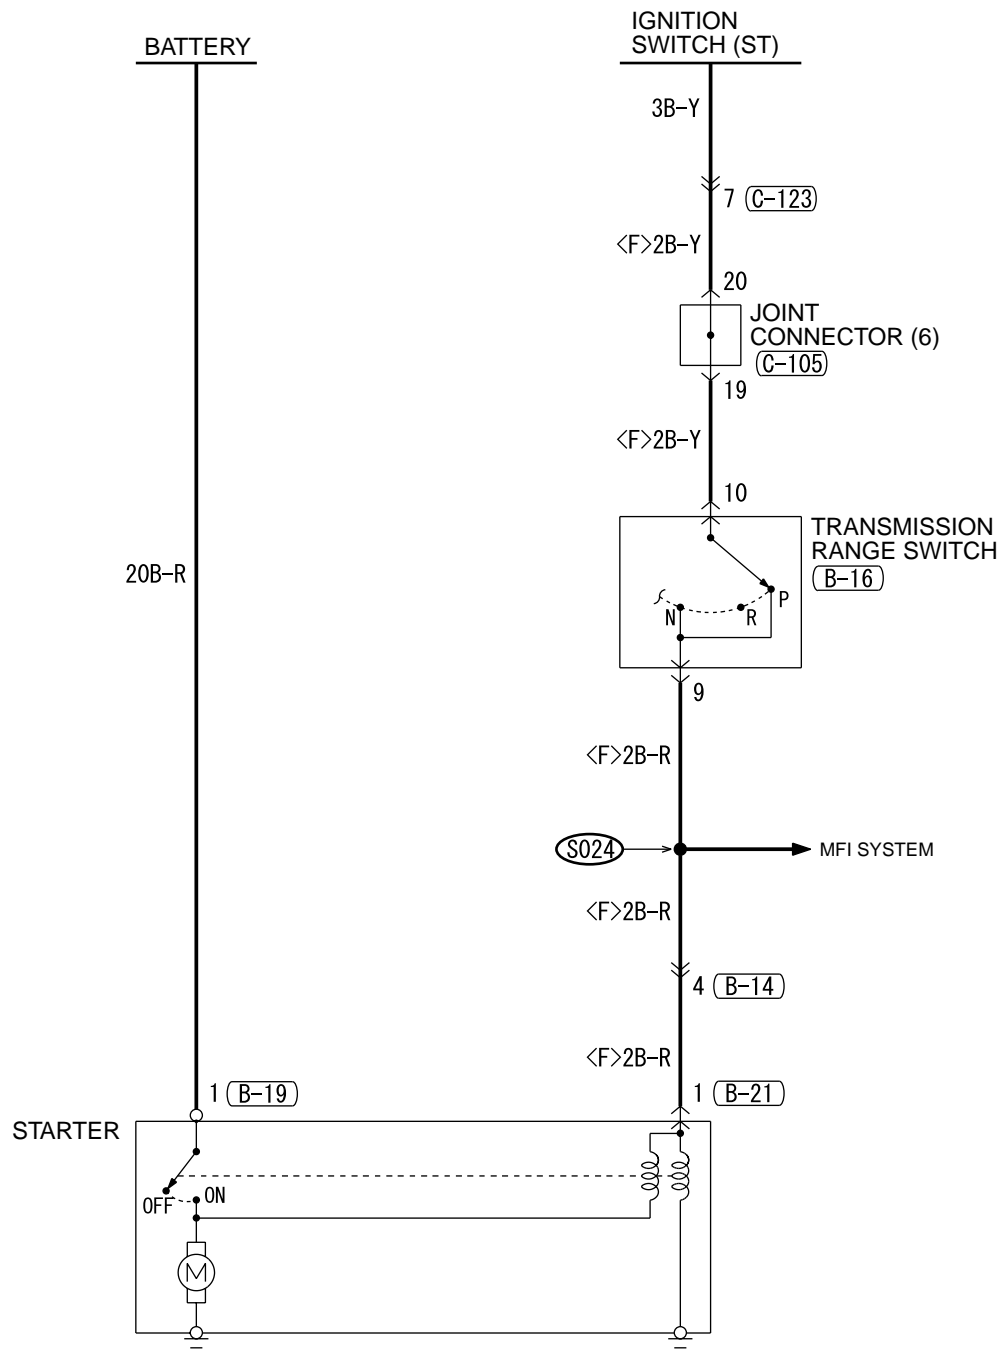 BATTERY
IGNITION
SWITCH (ST)
3B-Y
7 C-123
<F>2B-Y
20
JOINT
CONNECTOR (6)
C-105
19
<F>2B-Y
10
TRANSMISSION
RANGE SWITCH
B-16
P
N
R
20B-R
9
<F>2B-R
S024
MFI SYSTEM
<F>2B-R
4 B-14
<F>2B-R
1 B-19
1 B-21
STARTER
OFF
ON
M